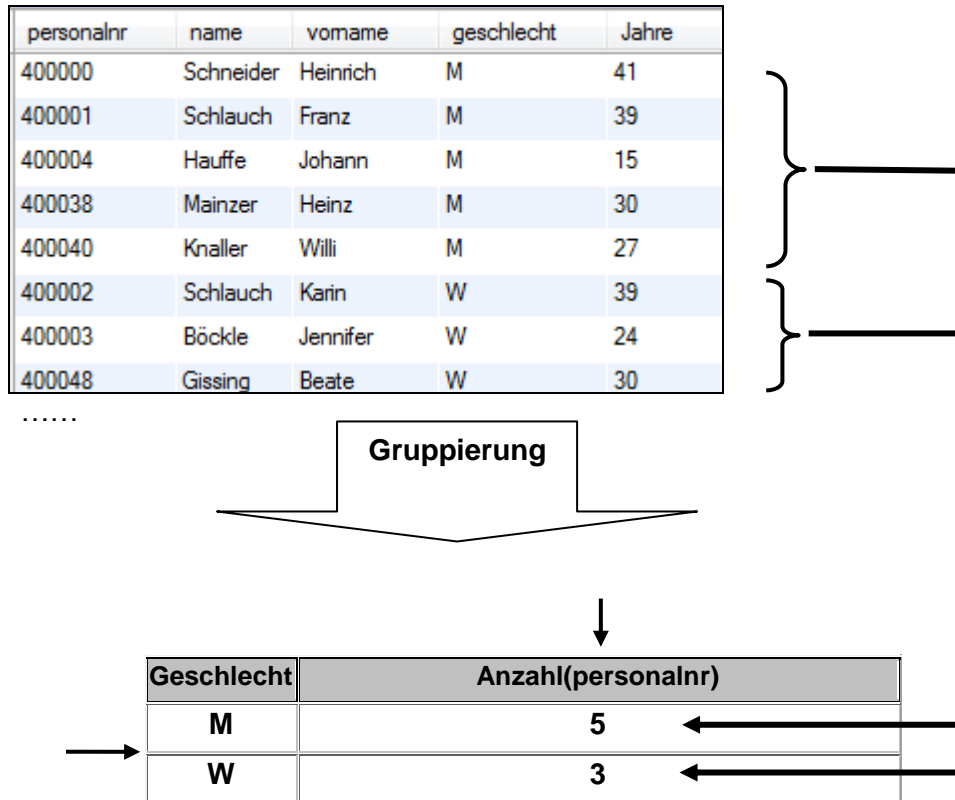 personalnr name vorname geschlecht Jahre
400000 Schneider Heinrich M 41
400001 Schlauch Franz M 39
400004 Hauffe Johann M 15
400038 Mainzer Heinz M 30
400040 Knaller Willi M 27
400002 Schlauch Karin W 39
400003 Böckle Jennifer W 24
400048 Gissing Beate W 30
......
Gruppierung
Geschlecht Anzahl(personalnr)
M 5
W 3